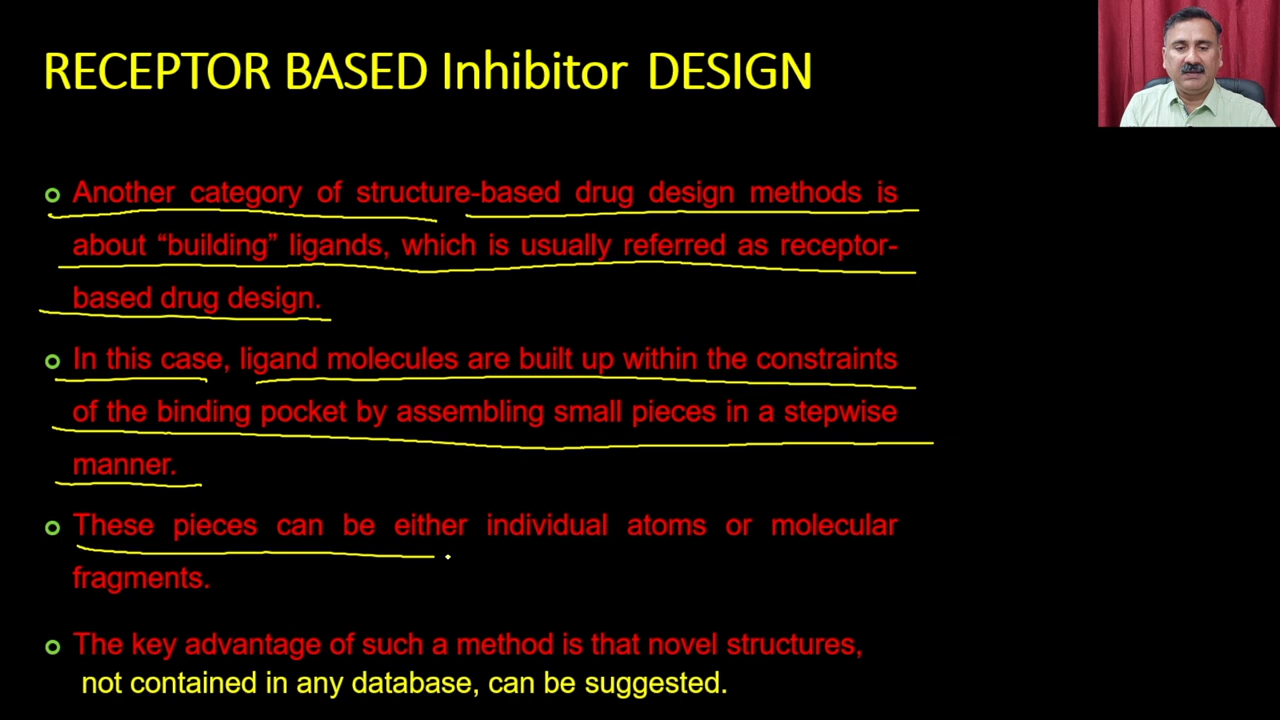 RECEPTOR BASED Inhibitor DESIGN
Another category of structure-based drug design methods is
about “building” ligands, which is usually referred as receptor-
based drug design.
In this case, ligand molecules are built up within the constraints
of the binding pocket by assembling small pieces in a stepwise
manner.
These pieces can be either individual atoms or molecular
fragments.
The key advantage of such a method is that novel structures,
not contained in any database, can be suggested.